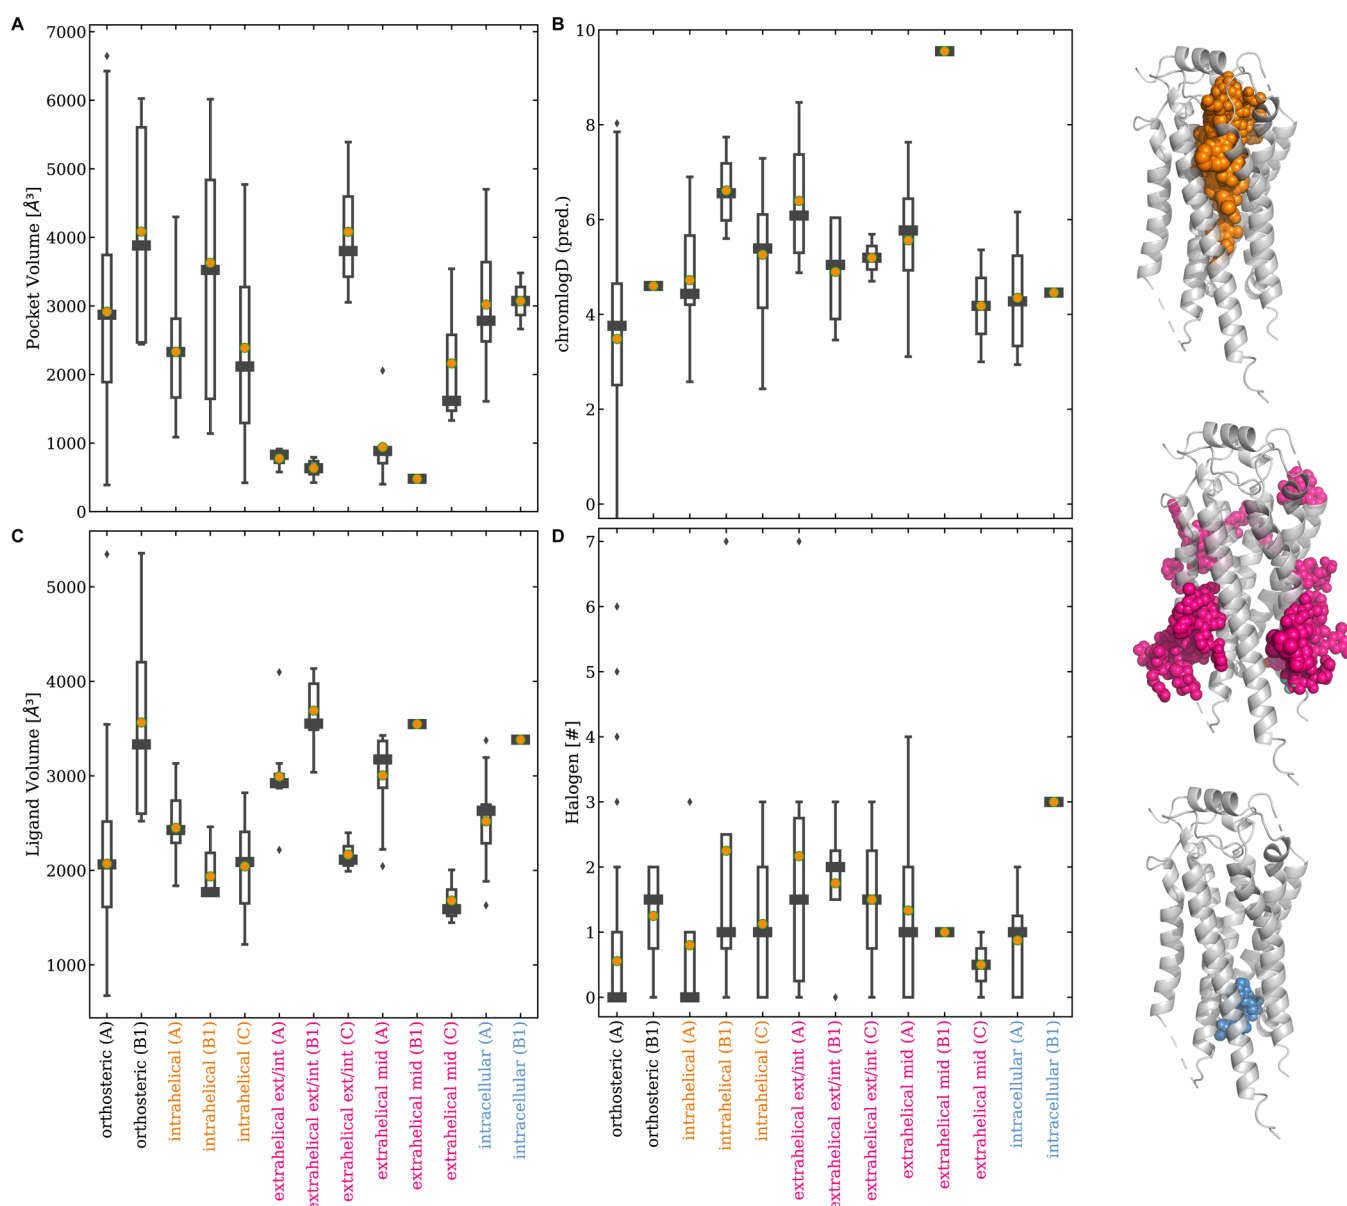 A
Pocket Volume [Å³]
7000
6000
5000
4000
3000
2000
1000
0
B
chromlogD (pred.)
10
8
6
4
2
0
C
Ligand Volume [Å³]
5000
4000
3000
2000
1000
D
Halogen [#]
7
6
5
4
3
2
1
0
orthosteric (A)
orthosteric (B1)
intrahelical (A)
intrahelical (B1)
intrahelical (C)
extrahelical ext/int (A)
extrahelical ext/int (B1)
extrahelical ext/int (C)
extrahelical mid (A)
extrahelical mid (B1)
extrahelical mid (C)
intracellular (A)
intracellular (B1)
orthosteric (A)
orthosteric (B1)
intrahelical (A)
intrahelical (B1)
intrahelical (C)
extrahelical ext/int (A)
extrahelical ext/int (B1)
extrahelical ext/int (C)
extrahelical mid (A)
extrahelical mid (B1)
extrahelical mid (C)
intracellular (A)
intracellular (B1)